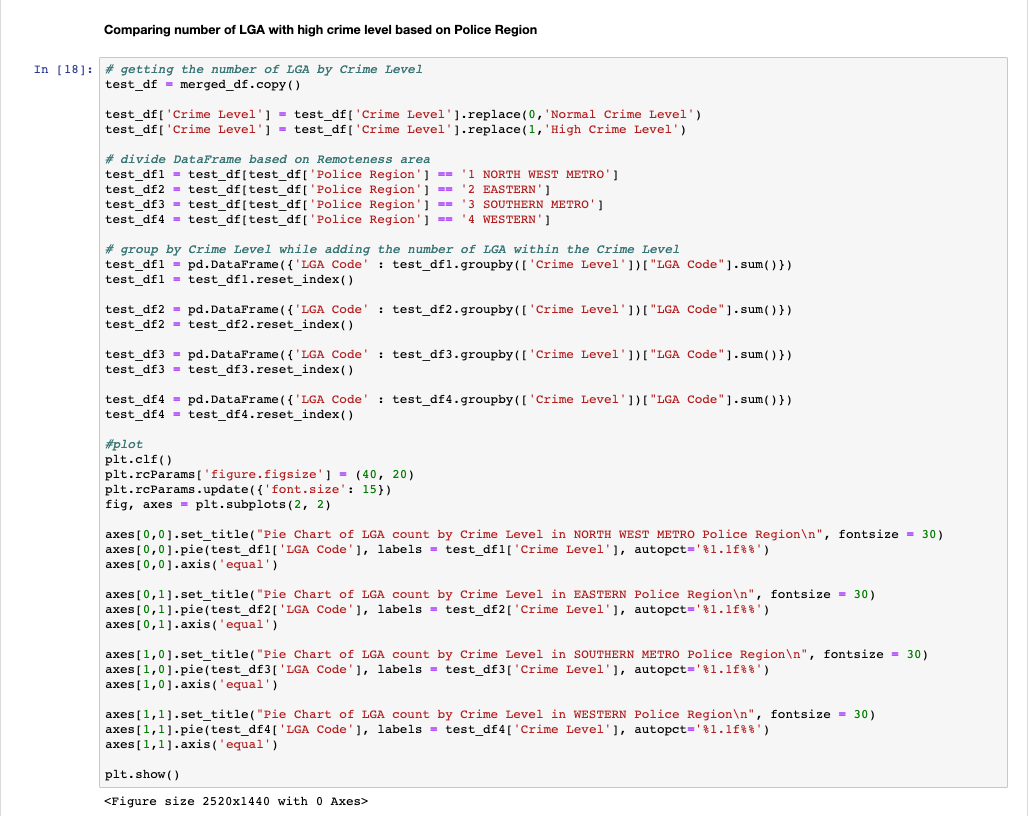 Comparing number of LGA with high crime level based on Police Region
In [18]: # getting the number of LGA by Crime Level
test_df = merged_df.copy()
test_df['Crime Level'] = test_df['Crime Level'].replace(0,'Normal Crime Level')
test_df['Crime Level'] = test_df['Crime Level'].replace(1,'High Crime Level')
# divide DataFrame based on Remoteness area
test_df1 = test_df[test_df['Police Region'] == '1 NORTH WEST METRO']
test_df2 = test_df[test_df['Police Region'] == '2 EASTERN']
test_df3 = test_df[test_df['Police Region'] == '3 SOUTHERN METRO']
test_df4 = test_df[test_df['Police Region'] == '4 WESTERN']
# group by Crime Level while adding the number of LGA within the Crime Level
test_df1 = pd.DataFrame({'LGA Code' : test_df1.groupby(['Crime Level'])["LGA Code"].sum()})
test_df1 = test_df1.reset_index()
test_df2 = pd.DataFrame({'LGA Code' : test_df2.groupby(['Crime Level'])["LGA Code"].sum()})
test_df2 = test_df2.reset_index()
test_df3 = pd.DataFrame({'LGA Code' : test_df3.groupby(['Crime Level'])["LGA Code"].sum()})
test_df3 = test_df3.reset_index()
test_df4 = pd.DataFrame({'LGA Code' : test_df4.groupby(['Crime Level'])["LGA Code"].sum()})
test_df4 = test_df4.reset_index()
#plot
plt.clf()
plt.rcParams['figure.figsize'] = (40, 20)
plt.rcParams.update({'font.size': 15})
fig, axes = plt.subplots(2, 2)
axes[0,0].set_title("Pie Chart of LGA count by Crime Level in NORTH WEST METRO Police Region\n", fontsize = 30)
axes[0,0].pie(test_df1['LGA Code'], labels = test_df1['Crime Level'], autopct='%1.1f%%')
axes[0,0].axis('equal')
axes[0,1].set_title("Pie Chart of LGA count by Crime Level in EASTERN Police Region\n", fontsize = 30)
axes[0,1].pie(test_df2['LGA Code'], labels = test_df2['Crime Level'], autopct='%1.1f%%')
axes[0,1].axis('equal')
axes[1,0].set_title("Pie Chart of LGA count by Crime Level in SOUTHERN METRO Police Region\n", fontsize = 30)
axes[1,0].pie(test_df3['LGA Code'], labels = test_df3['Crime Level'], autopct='%1.1f%%')
axes[1,0].axis('equal')
axes[1,1].set_title("Pie Chart of LGA count by Crime Level in WESTERN Police Region\n", fontsize = 30)
axes[1,1].pie(test_df4['LGA Code'], labels = test_df4['Crime Level'], autopct='%1.1f%%')
axes[1,1].axis('equal')
plt.show()
<Figure size 2520x1440 with 0 Axes>